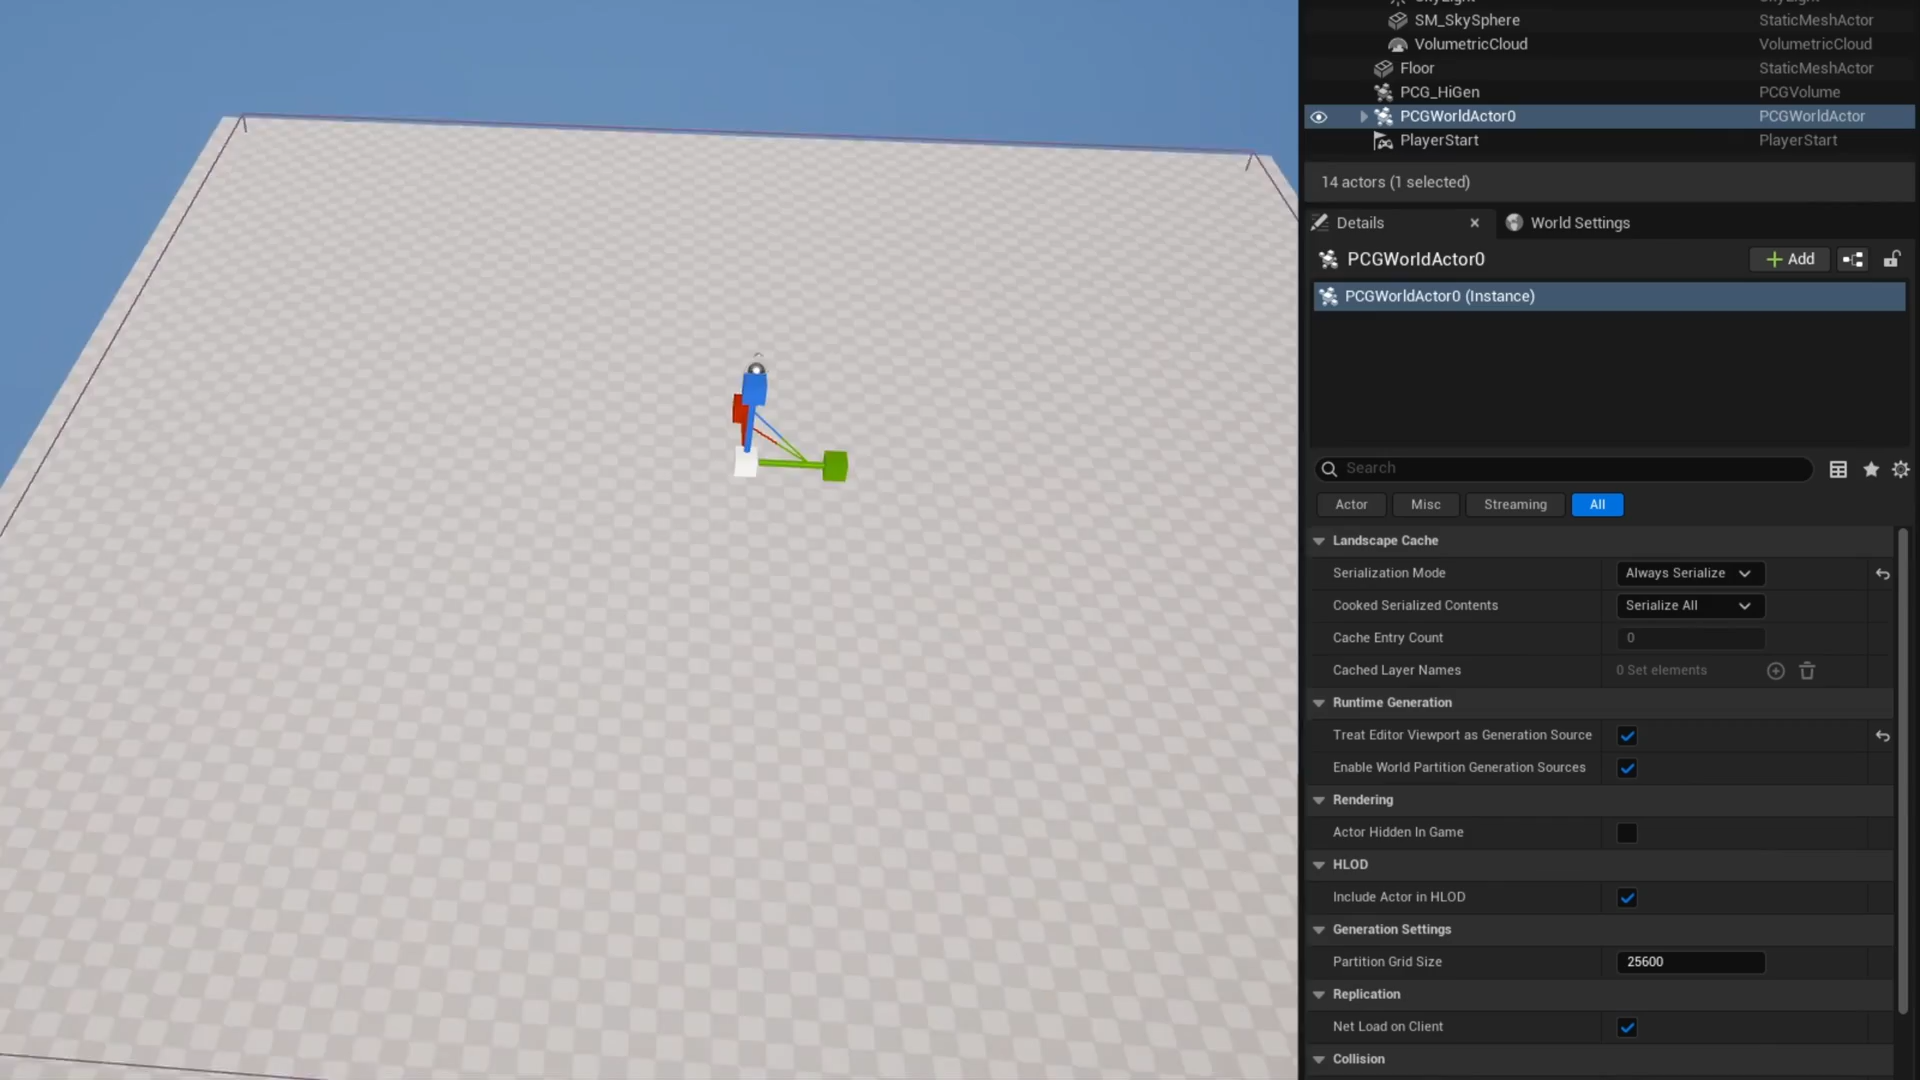 SkyLight SkyLight
SM_SkySphere StaticMeshActor
VolumetricCloud VolumetricCloud
Floor StaticMeshActor
PCG_HiGen PCGVolume
PCGWorldActor0 PCGWorldActor
PlayerStart PlayerStart
14 actors (1 selected)
Details World Settings
PCGWorldActor0 Add
PCGWorldActor0 (Instance)
Search
Actor Misc Streaming All
Landscape Cache
Serialization Mode Always Serialize
Cooked Serialized Contents Serialize All
Cache Entry Count 0
Cached Layer Names 0 Set elements
Runtime Generation
Treat Editor Viewport as Generation Source
Enable World Partition Generation Sources
Rendering
Actor Hidden In Game
HLOD
Include Actor in HLOD
Generation Settings
Partition Grid Size 25600
Replication
Net Load on Client
Collision